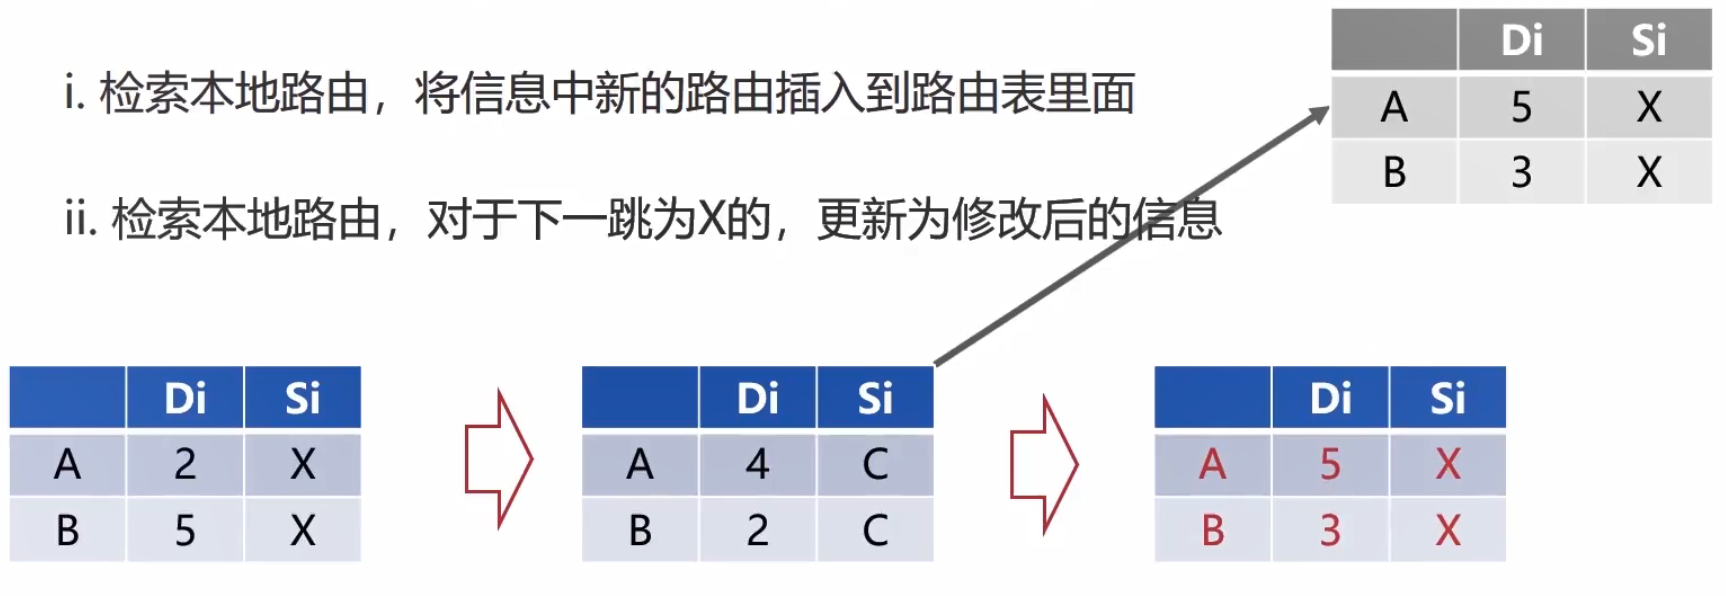 Di Si
A 5 X
B 3 X
i. 检索本地路由，将信息中新的路由插入到路由表里面
ii. 检索本地路由，对于下一跳为X的，更新为修改后的信息
Di Si
A 2 X
B 5 X
Di Si
A 4 C
B 2 C
Di Si
A 5 X
B 3 X